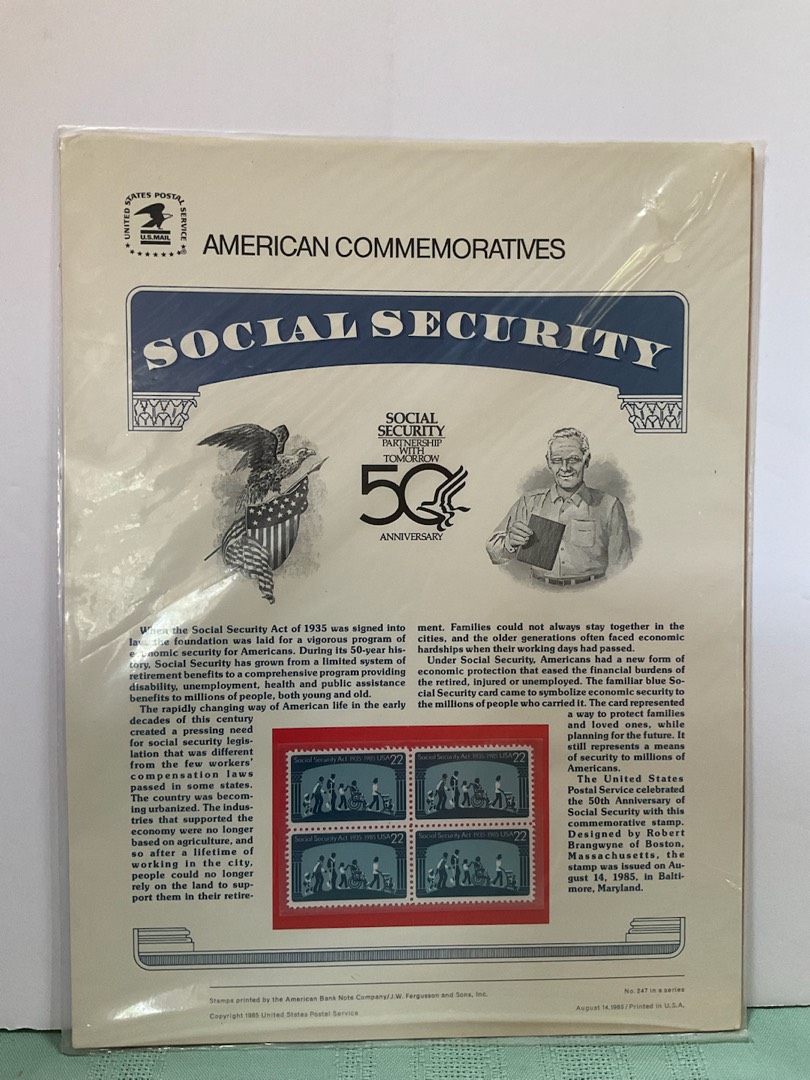 UNITED STATES POSTAL SERVICE
U.S.MAIL
AMERICAN COMMEMORATIVES
SOCIAL SECURITY
SOCIAL
SECURITY
PARTNERSHIP
WITH
TOMORROW
50
ANNIVERSARY
When the Social Security Act of 1935 was signed into
law, the foundation was laid for a vigorous program of
economic security for Americans. During its 50-year his-
tory, Social Security has grown from a limited system of
retirement benefits to a comprehensive program providing
disability, unemployment, health and public assistance
benefits to millions of people, both young and old.
The rapidly changing way of American life in the early
decades of this century
created a pressing need
for social security legis-
lation that was different
from the few workers'
compensation laws
passed in some states.
The country was becom-
ing urbanized. The indus-
tries that supported the
economy were no longer
based on agriculture, and
so after a lifetime of
working in the city,
people could no longer
rely on the land to sup-
port them in their retire-
ment. Families could not always stay together in the
cities, and the older generations often faced economic
hardships when their working days had passed.
Under Social Security, Americans had a new form of
economic protection that eased the financial burdens of
the retired, injured or unemployed. The familiar blue So-
cial Security card came to symbolize economic security to
the millions of people who carried it. The card represented
a way to protect families
and loved ones, while
planning for the future. It
still represents a means
of security to millions of
Americans.
The United States
Postal Service celebrated
the 50th Anniversary of
Social Security with this
commemorative stamp.
Designed by Robert
Brangwyne of Boston,
Massachusetts, the
stamp was issued on Au-
gust 14, 1985, in Balti-
more, Maryland.
Social Security Act 1935-1985 USA 22
Social Security Act 1935-1985 USA 22
Social Security Act 1935-1985 USA 22
Social Security Act 1935-1985 USA 22
Stamps printed by the American Bank Note Company/J.W. Fergusson and Sons, Inc.
Copyright 1985 United States Postal Service
No. 247 in a series
August 14, 1985 / Printed in U.S.A.